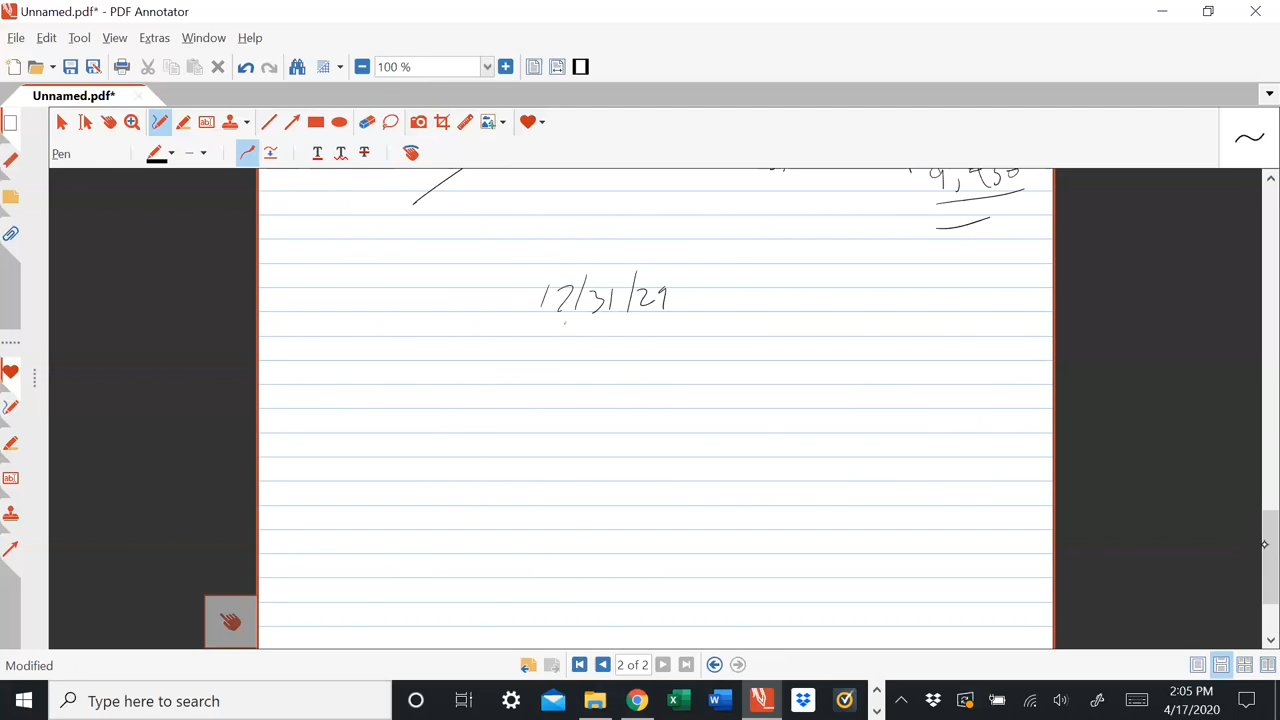 Unnamed.pdf* - PDF Annotator
File Edit Tool View Extras Window Help
100 %
Unnamed.pdf*
Pen
12/31/29
Modified
2 of 2
Type here to search
2:05 PM
4/17/2020